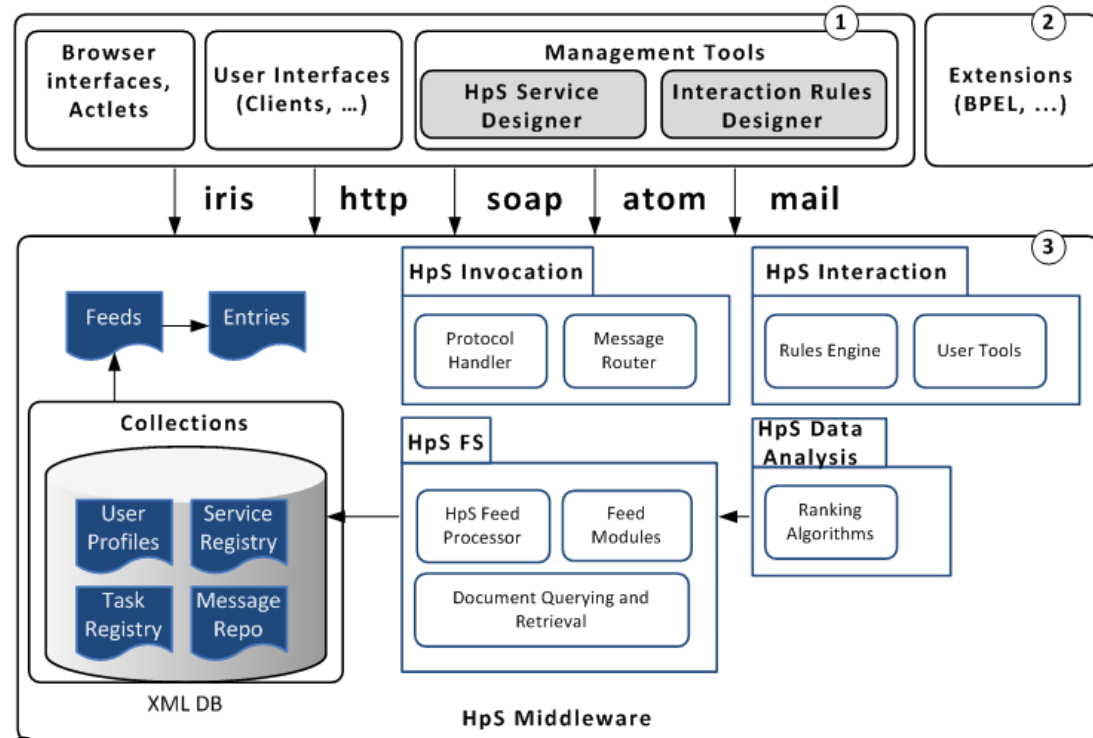 1
2
Browser
interfaces,
Actlets
User Interfaces
(Clients, ...)
Management Tools
HpS Service
Designer
Interaction Rules
Designer
Extensions
(BPEL, ...)
iris
http
soap
atom
mail
3
Feeds
Entries
HpS Invocation
Protocol
Handler
Message
Router
HpS Interaction
Rules Engine
User Tools
Collections
User
Profiles
Service
Registry
Task
Registry
Message
Repo
XML DB
HpS FS
HpS Feed
Processor
Feed
Modules
Document Querying and
Retrieval
HpS Data
Analysis
Ranking
Algorithms
HpS Middleware